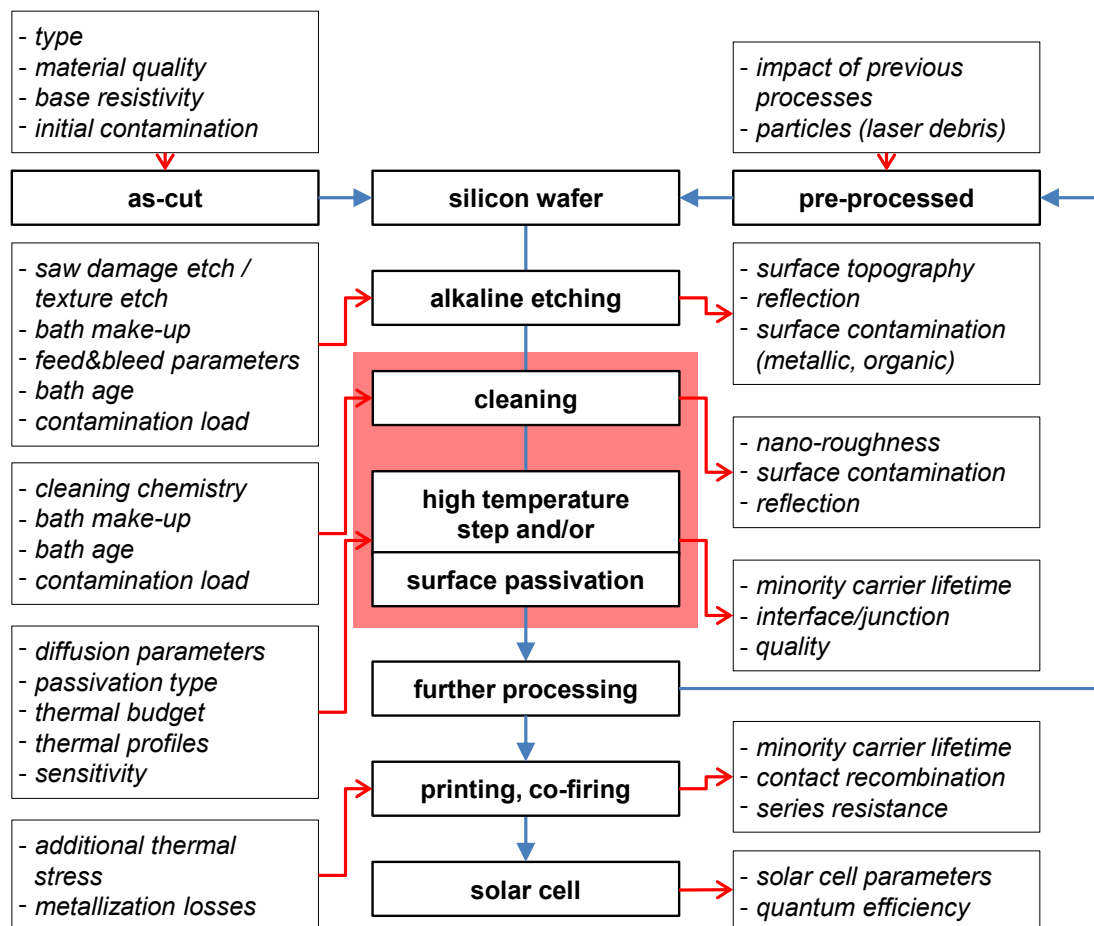 - type
- material quality
- base resistivity
- initial contamination
- impact of previous
processes
- particles (laser debris)
as-cut
silicon wafer
pre-processed
- saw damage etch /
texture etch
- bath make-up
- feed&bleed parameters
- bath age
- contamination load
alkaline etching
- surface topography
- reflection
- surface contamination
(metallic, organic)
cleaning
- nano-roughness
- surface contamination
- reflection
- cleaning chemistry
- bath make-up
- bath age
- contamination load
high temperature
step and/or
surface passivation
- minority carrier lifetime
- interface/junction
- quality
- diffusion parameters
- passivation type
- thermal budget
- thermal profiles
- sensitivity
further processing
printing, co-firing
- minority carrier lifetime
- contact recombination
- series resistance
- additional thermal
stress
- metallization losses
solar cell
- solar cell parameters
- quantum efficiency